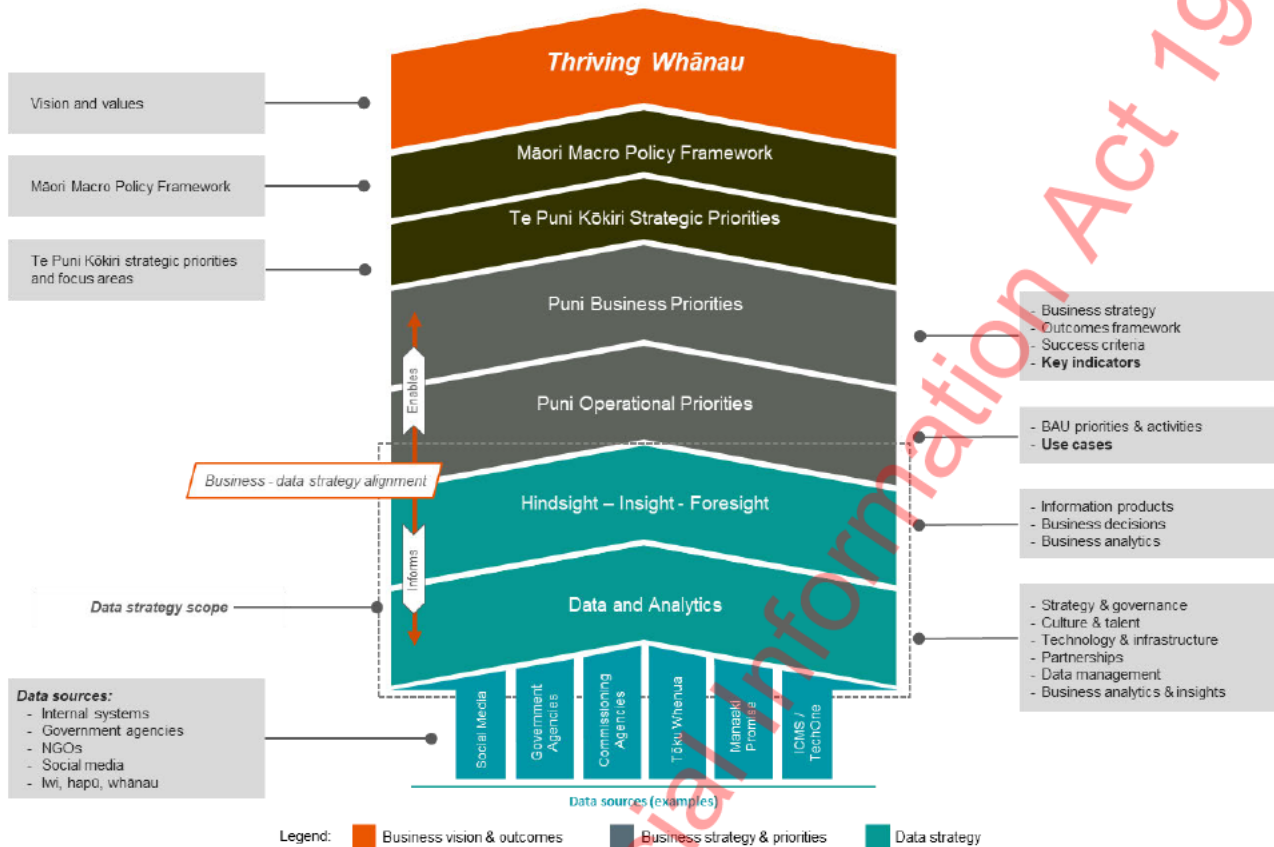 Thriving Whānau
Vision and values
Māori Macro Policy Framework
Māori Macro Policy Framework
Te Puni Kōkiri Strategic Priorities
Te Puni Kōkiri strategic priorities
and focus areas
Puni Business Priorities
- Business strategy
- Outcomes framework
- Success criteria
- Key indicators
Enables
Puni Operational Priorities
- BAU priorities & activities
- Use cases
Business - data strategy alignment
Hindsight – Insight - Foresight
- Information products
- Business decisions
- Business analytics
Informs
Data strategy scope
Data and Analytics
- Strategy & governance
- Culture & talent
- Technology & infrastructure
- Partnerships
- Data management
- Business analytics & insights
Data sources:
- Internal systems
- Government agencies
- NGOs
- Social media
- Iwi, hapū, whānau
Social Media
Government
Agencies
Commissioning
Agencies
Tōku Whenua
Manaaki
Promise
ICMS /
TechOne
Data sources (examples)
Legend:
Business vision & outcomes
Business strategy & priorities
Data strategy
Information Act 19